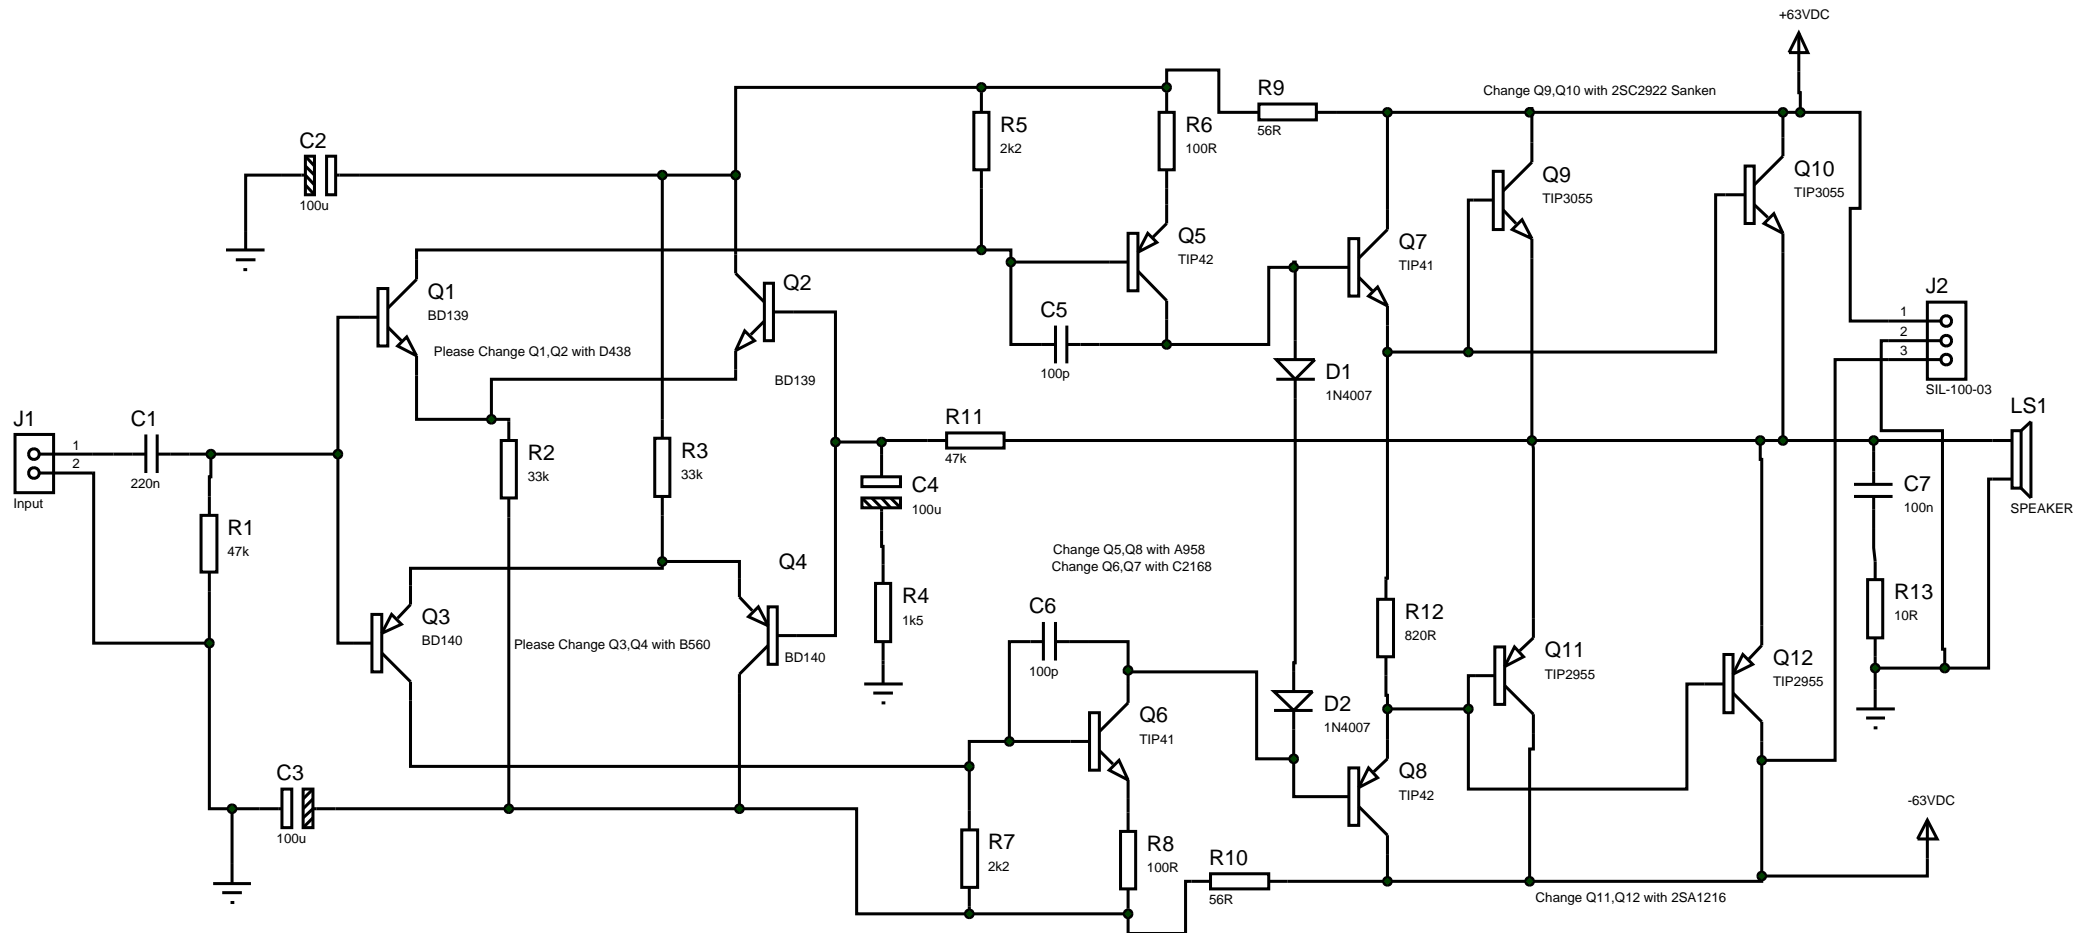 +63VDC
R9
56R
Change Q9,Q10 with 2SC2922 Sanken
R5
2k2
R6
100R
C2
100u
Q9
TIP3055
Q10
TIP3055
Q5
TIP42
Q7
TIP41
Q1
BD139
Q2
BD139
Please Change Q1,Q2 with D438
C5
100p
D1
1N4007
J2
1
2
3
SIL-100-03
LS1
SPEAKER
J1
1
2
Input
C1
220n
R11
47k
R2
33k
R3
33k
C4
100u
C7
100n
R1
47k
Change Q5,Q8 with A958
Change Q6,Q7 with C2168
Q4
BD140
R4
1k5
C6
100p
R12
820R
R13
10R
Q3
BD140
Please Change Q3,Q4 with B560
Q11
TIP2955
Q12
TIP2955
Q6
TIP41
D2
1N4007
Q8
TIP42
C3
100u
-63VDC
R7
2k2
R8
100R
R10
56R
Change Q11,Q12 with 2SA1216